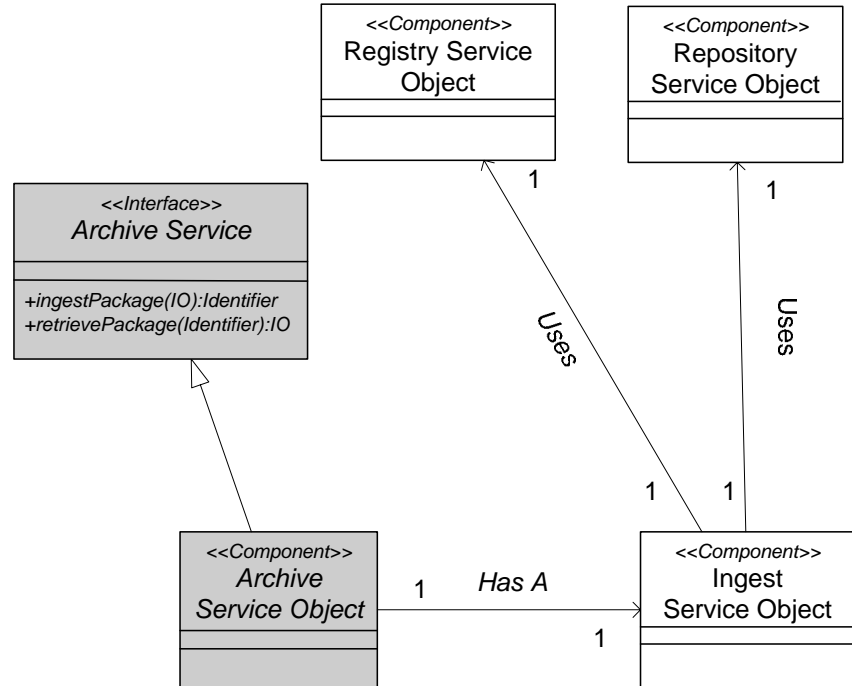 <<Component>>
Registry Service
Object
<<Component>>
Repository
Service Object
1
1
<<Interface>>
Archive Service
+ingestPackage(IO):Identifier
+retrievePackage(Identifier):IO
Uses
Uses
1
1
<<Component>>
Archive
Service Object
1
Has A
1
<<Component>>
Ingest
Service Object